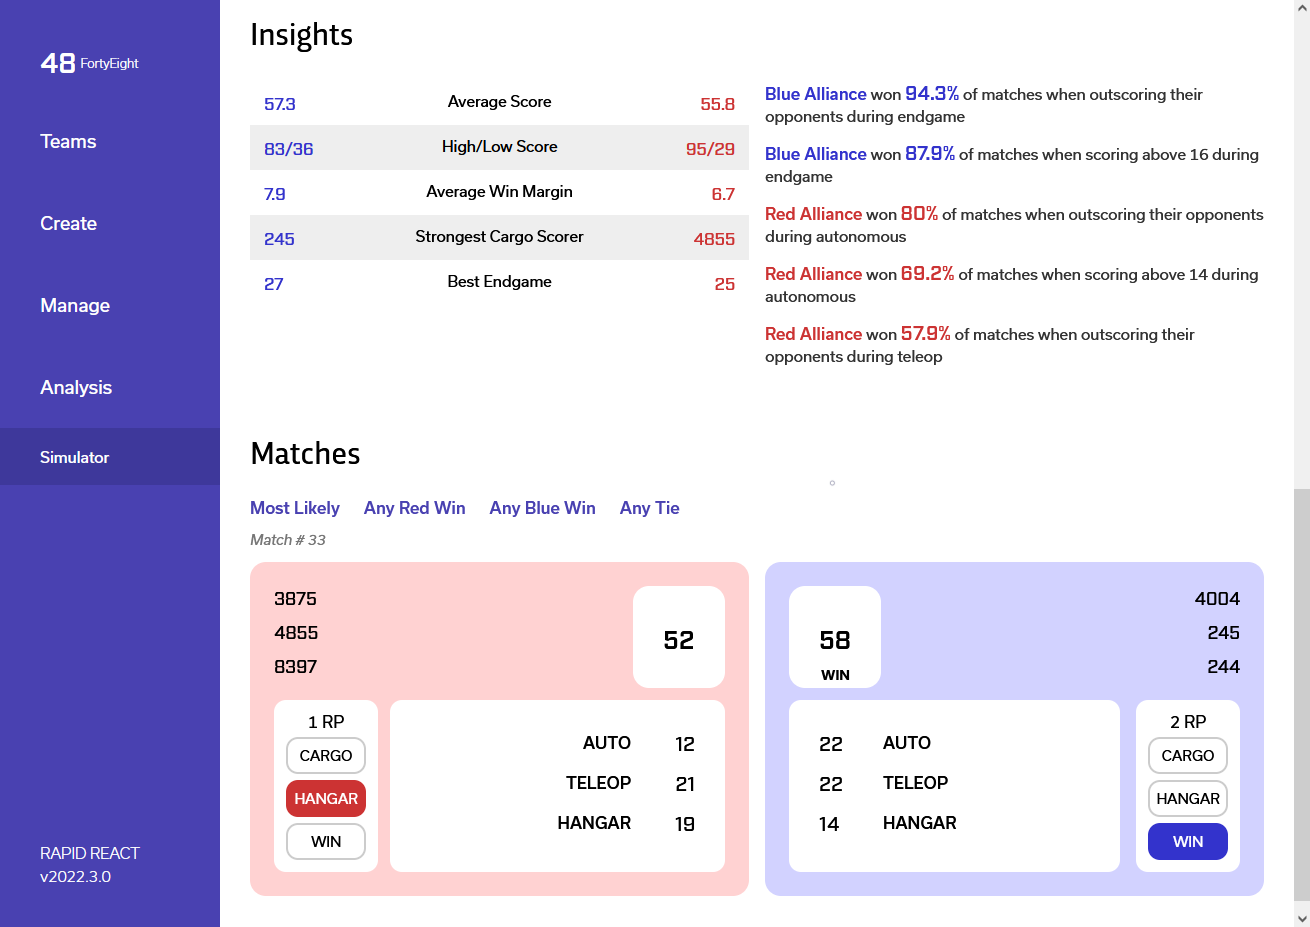 48 FortyEight
Teams
Create
Manage
Analysis
Simulator
RAPID REACT
v2022.3.0
Insights
57.3 Average Score 55.8
83/36 High/Low Score 95/29
7.9 Average Win Margin 6.7
245 Strongest Cargo Scorer 4855
27 Best Endgame 25
Blue Alliance won 94.3% of matches when outscoring their
opponents during endgame
Blue Alliance won 87.9% of matches when scoring above 16 during
endgame
Red Alliance won 80% of matches when outscoring their opponents
during autonomous
Red Alliance won 69.2% of matches when scoring above 14 during
autonomous
Red Alliance won 57.9% of matches when outscoring their
opponents during teleop
Matches
Most Likely Any Red Win Any Blue Win Any Tie
Match # 33
3875
4855
8397
52
1 RP
CARGO
HANGAR
WIN
AUTO 12
TELEOP 21
HANGAR 19
58
WIN
4004
245
244
22 AUTO
22 TELEOP
14 HANGAR
2 RP
CARGO
HANGAR
WIN